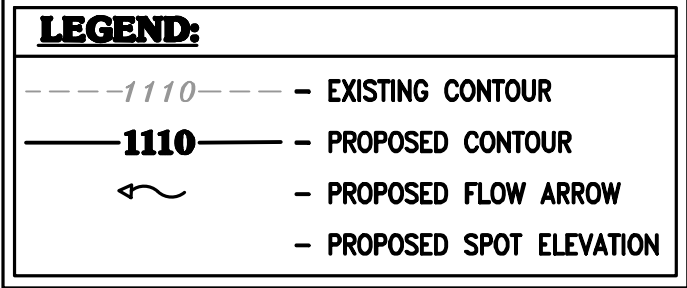 LEGEND:
1110 - EXISTING CONTOUR
1110 - PROPOSED CONTOUR
- PROPOSED FLOW ARROW
- PROPOSED SPOT ELEVATION